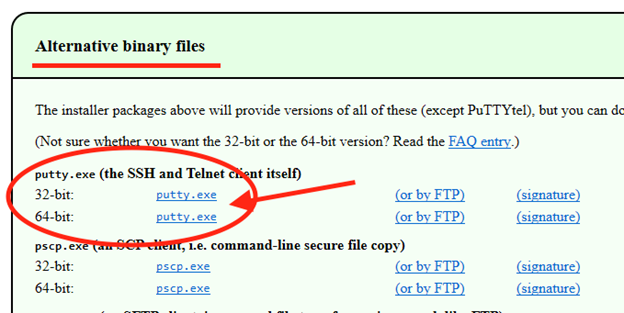 Alternative binary files
The installer packages above will provide versions of all of these (except PuTTYtel), but you can do
(Not sure whether you want the 32-bit or the 64-bit version? Read the FAQ entry.)
putty.exe (the SSH and Telnet client itself)
32-bit: putty.exe (or by FTP) (signature)
64-bit: putty.exe (or by FTP) (signature)
pscp.exe (an SCP client, i.e. command-line secure file copy)
32-bit: pscp.exe (or by FTP) (signature)
64-bit: pscp.exe (or by FTP) (signature)